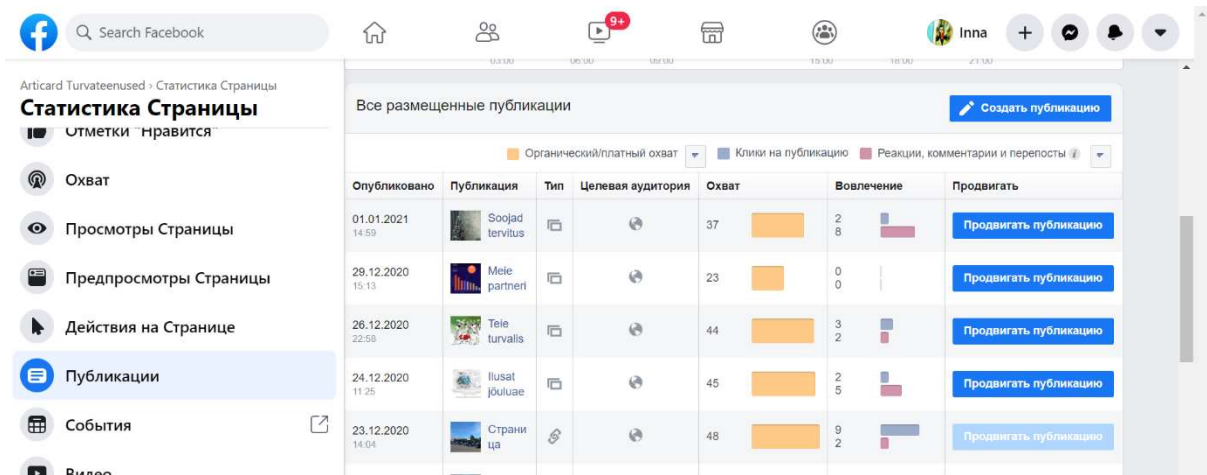 Search Facebook
9+
Inna
Articard Turvateenused › Статистика Страницы
Статистика Страницы
Отметки "Нравится"
Охват
Просмотры Страницы
Предпросмотры Страницы
Действия на Странице
Публикации
События
Видео
03:00 06:00 09:00 15:00 18:00 21:00
Все размещенные публикации
Создать публикацию
Органический/платный охват Клики на публикацию Реакции, комментарии и перепосты
Опубликовано Публикация Тип Целевая аудитория Охват Вовлечение Продвигать
01.01.2021
14:59
Soojad
tervitus
37
2
8
Продвигать публикацию
29.12.2020
15:13
Meie
partneri
23
0
0
Продвигать публикацию
26.12.2020
22:58
Teie
turvalis
44
3
2
Продвигать публикацию
24.12.2020
11:25
Ilusat
jõuluae
45
2
5
Продвигать публикацию
23.12.2020
14:04
Страни
ца
48
9
2
Продвигать публикацию